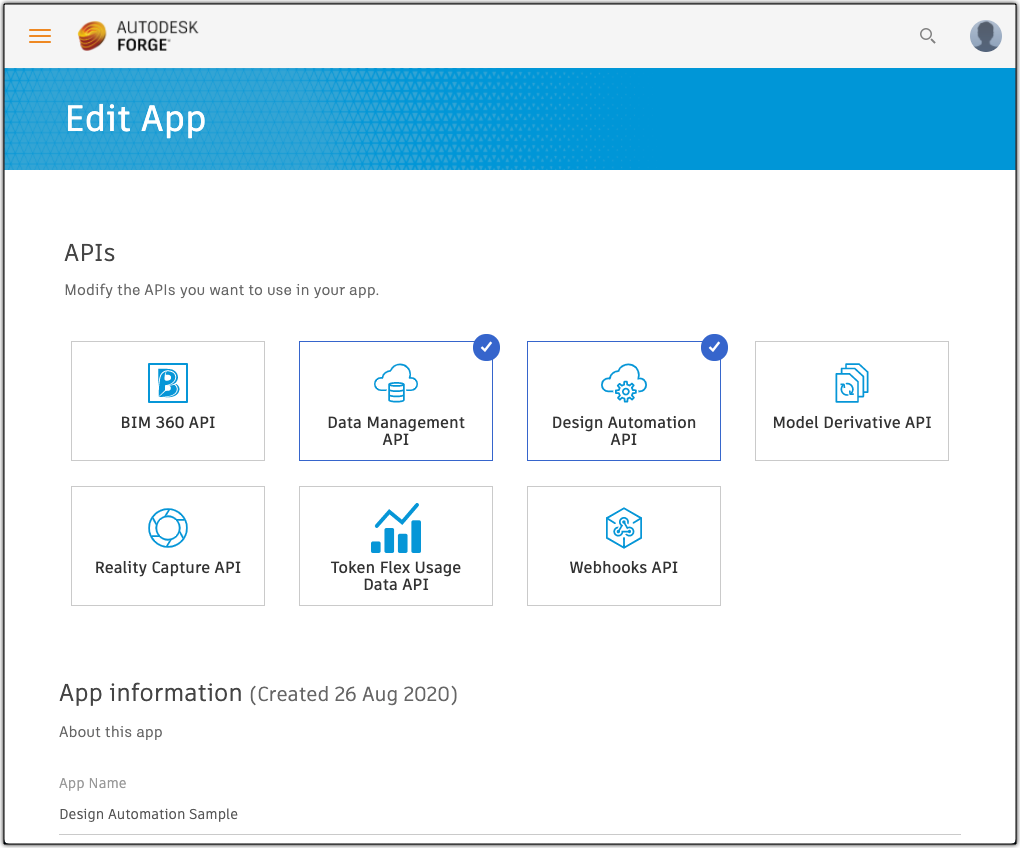 AUTODESK
FORGE
Edit App
APIs
Modify the APIs you want to use in your app.
BIM 360 API
Data Management
API
Design Automation
API
Model Derivative API
Reality Capture API
Token Flex Usage
Data API
Webhooks API
App information (Created 26 Aug 2020)
About this app
App Name
Design Automation Sample